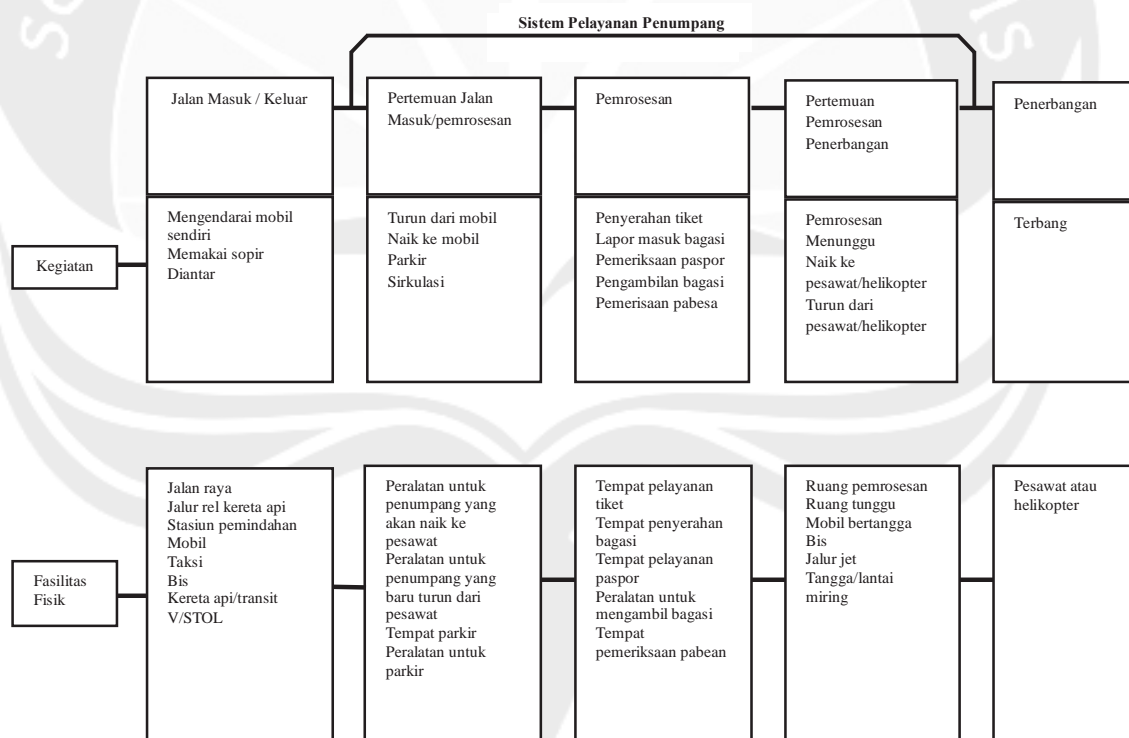 Sistem Pelayanan Penumpang
Jalan Masuk / Keluar
Pertemuan Jalan
Masuk/pemrosesan
Pemrosesan
Pertemuan
Pemrosesan
Penerbangan
Penerbangan
Kegiatan
Mengendarai mobil
sendiri
Memakai sopir
Diantar
Turun dari mobil
Naik ke mobil
Parkir
Sirkulasi
Penyerahan tiket
Lapor masuk bagasi
Pemeriksaan paspor
Pengambilan bagasi
Pemerisaan pabesa
Pemrosesan
Menunggu
Naik ke
pesawat/helikopter
Turun dari
pesawat/helikopter
Terbang
Fasilitas
Fisik
Jalan raya
Jalur rel kereta api
Stasiun pemindahan
Mobil
Taksi
Bis
Kereta api/transit
V/STOL
Peralatan untuk
penumpang yang
akan naik ke
pesawat
Peralatan untuk
penumpang yang
baru turun dari
pesawat
Tempat parkir
Peralatan untuk
parkir
Tempat pelayanan
tiket
Tempat penyerahan
bagasi
Tempat pelayanan
paspor
Peralatan untuk
mengambil bagasi
Tempat
pemeriksaan pabean
Ruang pemrosesan
Ruang tunggu
Mobil bertangga
Bis
Jalur jet
Tangga/lantai
miring
Pesawat atau
helikopter